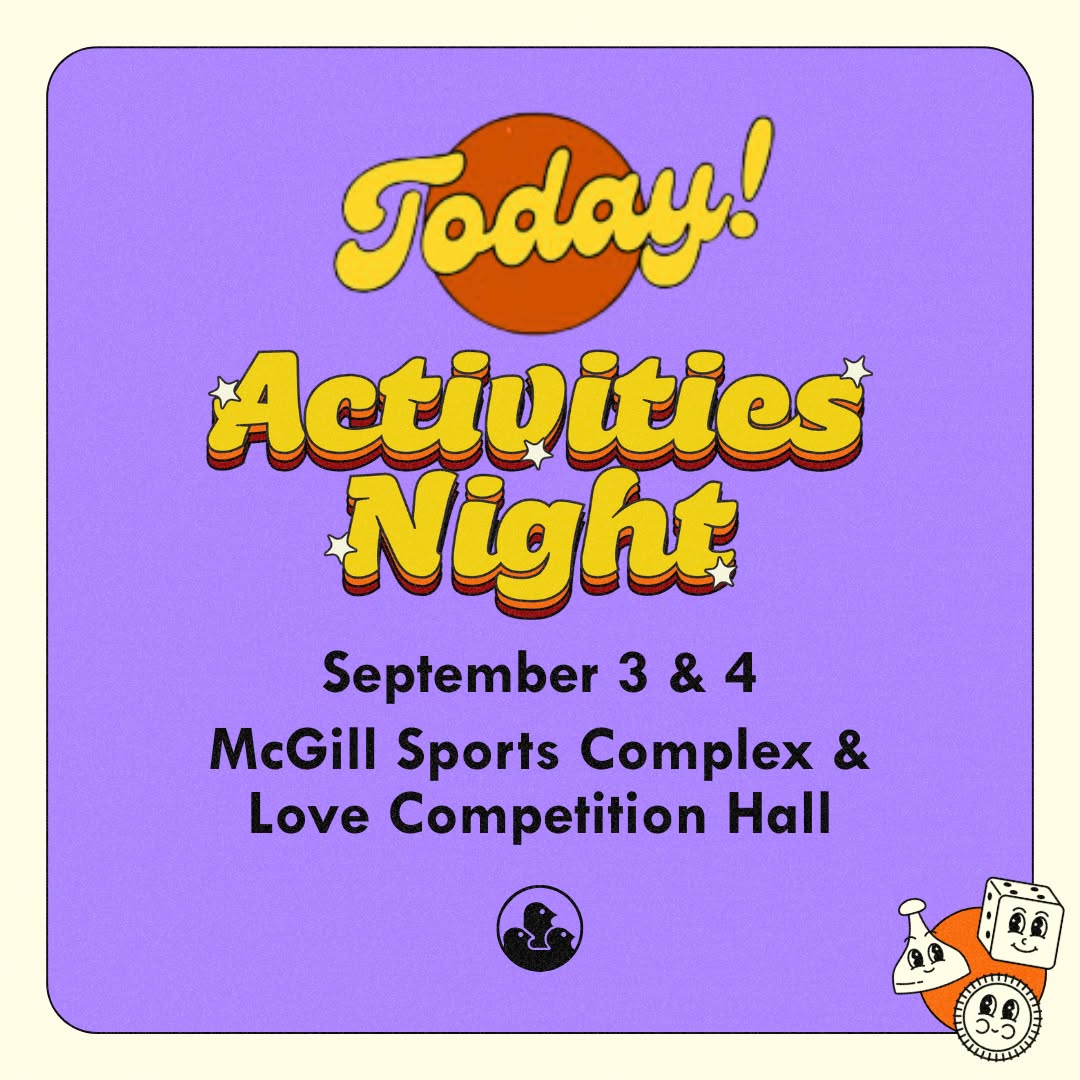 Today!
Activities
Night
September 3 & 4
McGill Sports Complex &
Love Competition Hall